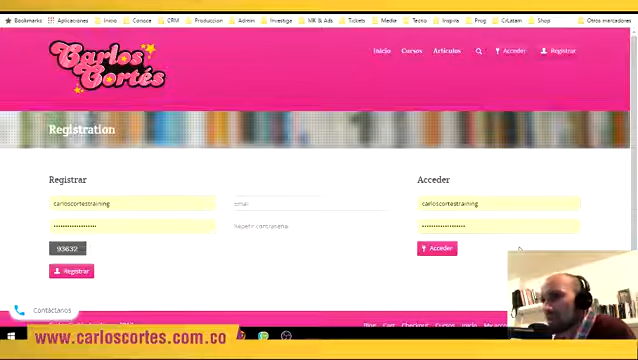 Bookmarks Aplicaciones Inicio Conoce CRM Produccion Admin Investiga MK & Ads Tickets Media Tecno Inspira Prog CrLatam Shop Otros marcadores
Carlos
Cortés
Inicio Cursos Artículos Acceder Registrar
Registration
Registrar
Acceder
carloscortestraining
Email
carloscortestraining
Repetir contraseña
93632
Acceder
Registrar
Contáctanos
Blog Cart Checkout Cursos Inicio
www.carloscortes.com.co